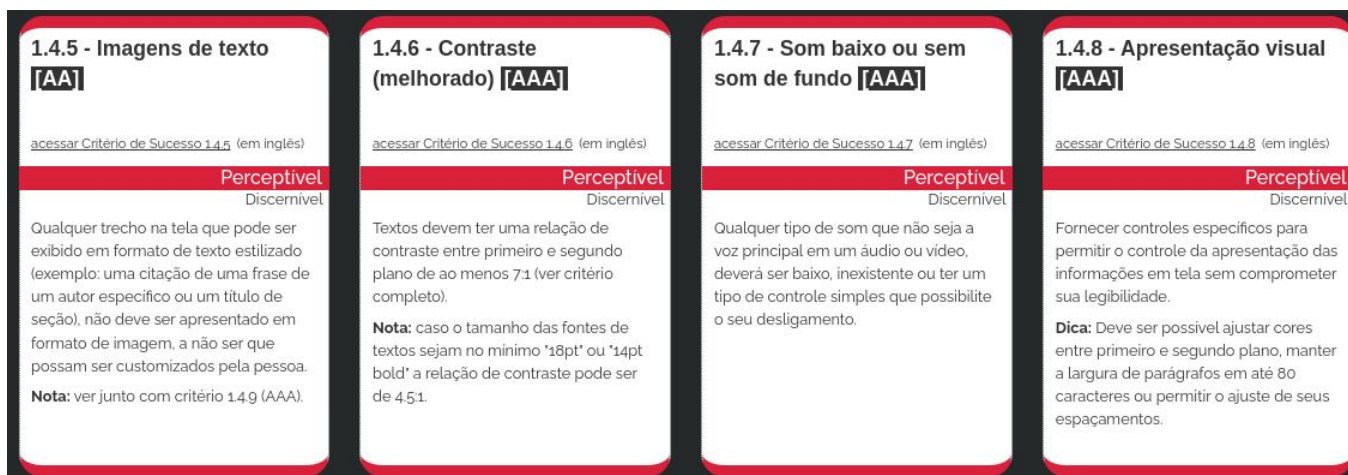 1.4.5 - Imagens de texto
[AA]
acessar Critério de Sucesso 1.4.5 (em inglês)
Perceptível
Discernível
Qualquer trecho na tela que pode ser
exibido em formato de texto estilizado
(exemplo: uma citação de uma frase de
um autor específico ou um título de
seção), não deve ser apresentado em
formato de imagem, a não ser que
possam ser customizados pela pessoa.
Nota: ver junto com critério 1.4.9 (AAA).
1.4.6 - Contraste
(melhorado) [AAA]
acessar Critério de Sucesso 1.4.6 (em inglês)
Perceptível
Discernível
Textos devem ter uma relação de
contraste entre primeiro e segundo
plano de ao menos 7:1 (ver critério
completo).
Nota: caso o tamanho das fontes de
textos sejam no mínimo "18pt" ou "14pt
bold" a relação de contraste pode ser
de 4.5:1.
1.4.7 - Som baixo ou sem
som de fundo [AAA]
acessar Critério de Sucesso 1.4.7 (em inglês)
Perceptível
Discernível
Qualquer tipo de som que não seja a
voz principal em um áudio ou vídeo,
deverá ser baixo, inexistente ou ter um
tipo de controle simples que possibilite
o seu desligamento.
1.4.8 - Apresentação visual
[AAA]
acessar Critério de Sucesso 1.4.8 (em inglês)
Perceptível
Discernível
Fornecer controles específicos para
permitir o controle da apresentação das
informações em tela sem comprometer
sua legibilidade.
Dica: Deve ser possível ajustar cores
entre primeiro e segundo plano, manter
a largura de parágrafos em até 80
caracteres ou permitir o ajuste de seus
espaçamentos.